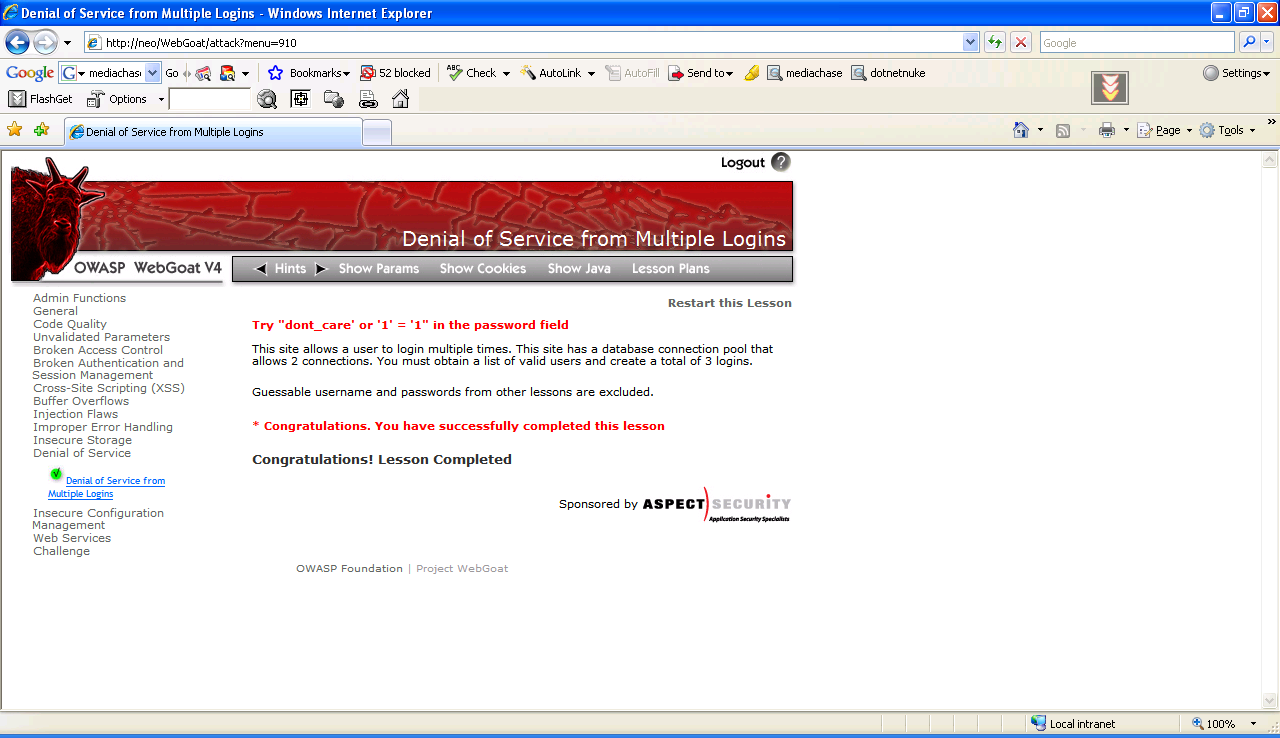 Denial of Service from Multiple Logins - Windows Internet Explorer
http://neo/WebGoat/attack?menu=910
Google
Google
G
mediachas
Go
Bookmarks
52 blocked
ABC
Check
AutoLink
AutoFill
Send to
mediachase
dotnetnuke
Settings
FlashGet
Options
Denial of Service from Multiple Logins
Page
Tools
Logout ?
Denial of Service from Multiple Logins
OWASP WebGoat V4
Hints
Show Params
Show Cookies
Show Java
Lesson Plans
Admin Functions
General
Code Quality
Unvalidated Parameters
Broken Access Control
Broken Authentication and
Session Management
Cross-Site Scripting (XSS)
Buffer Overflows
Injection Flaws
Improper Error Handling
Insecure Storage
Denial of Service
Denial of Service from
Multiple Logins
Insecure Configuration
Management
Web Services
Challenge
Restart this Lesson
Try "dont_care' or '1' = '1" in the password field
This site allows a user to login multiple times. This site has a database connection pool that
allows 2 connections. You must obtain a list of valid users and create a total of 3 logins.
Guessable username and passwords from other lessons are excluded.
* Congratulations. You have successfully completed this lesson
Congratulations! Lesson Completed
Sponsored by ASPECT SECURITY
Application Security Specialists
OWASP Foundation | Project WebGoat
Local intranet
100%